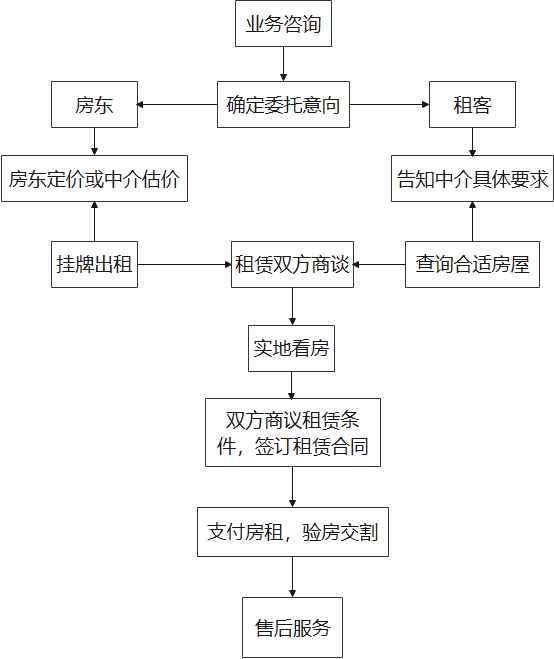 业务咨询
房东
确定委托意向
租客
房东定价或中介估价
告知中介具体要求
挂牌出租
租赁双方商谈
查询合适房屋
实地看房
双方商议租赁条
件，签订租赁合同
支付房租，验房交割
售后服务